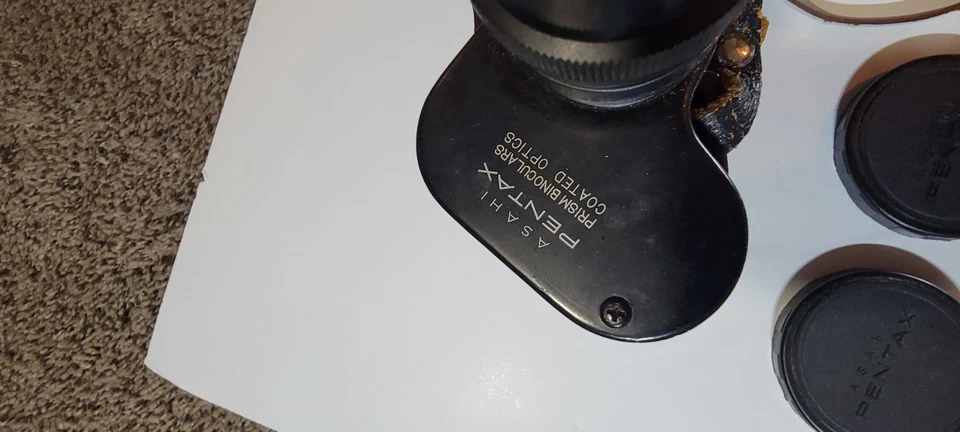 ASAHI
PENTAX
PRISM BINOCULARS
COATED OPTICS
ASAHI
PENTAX